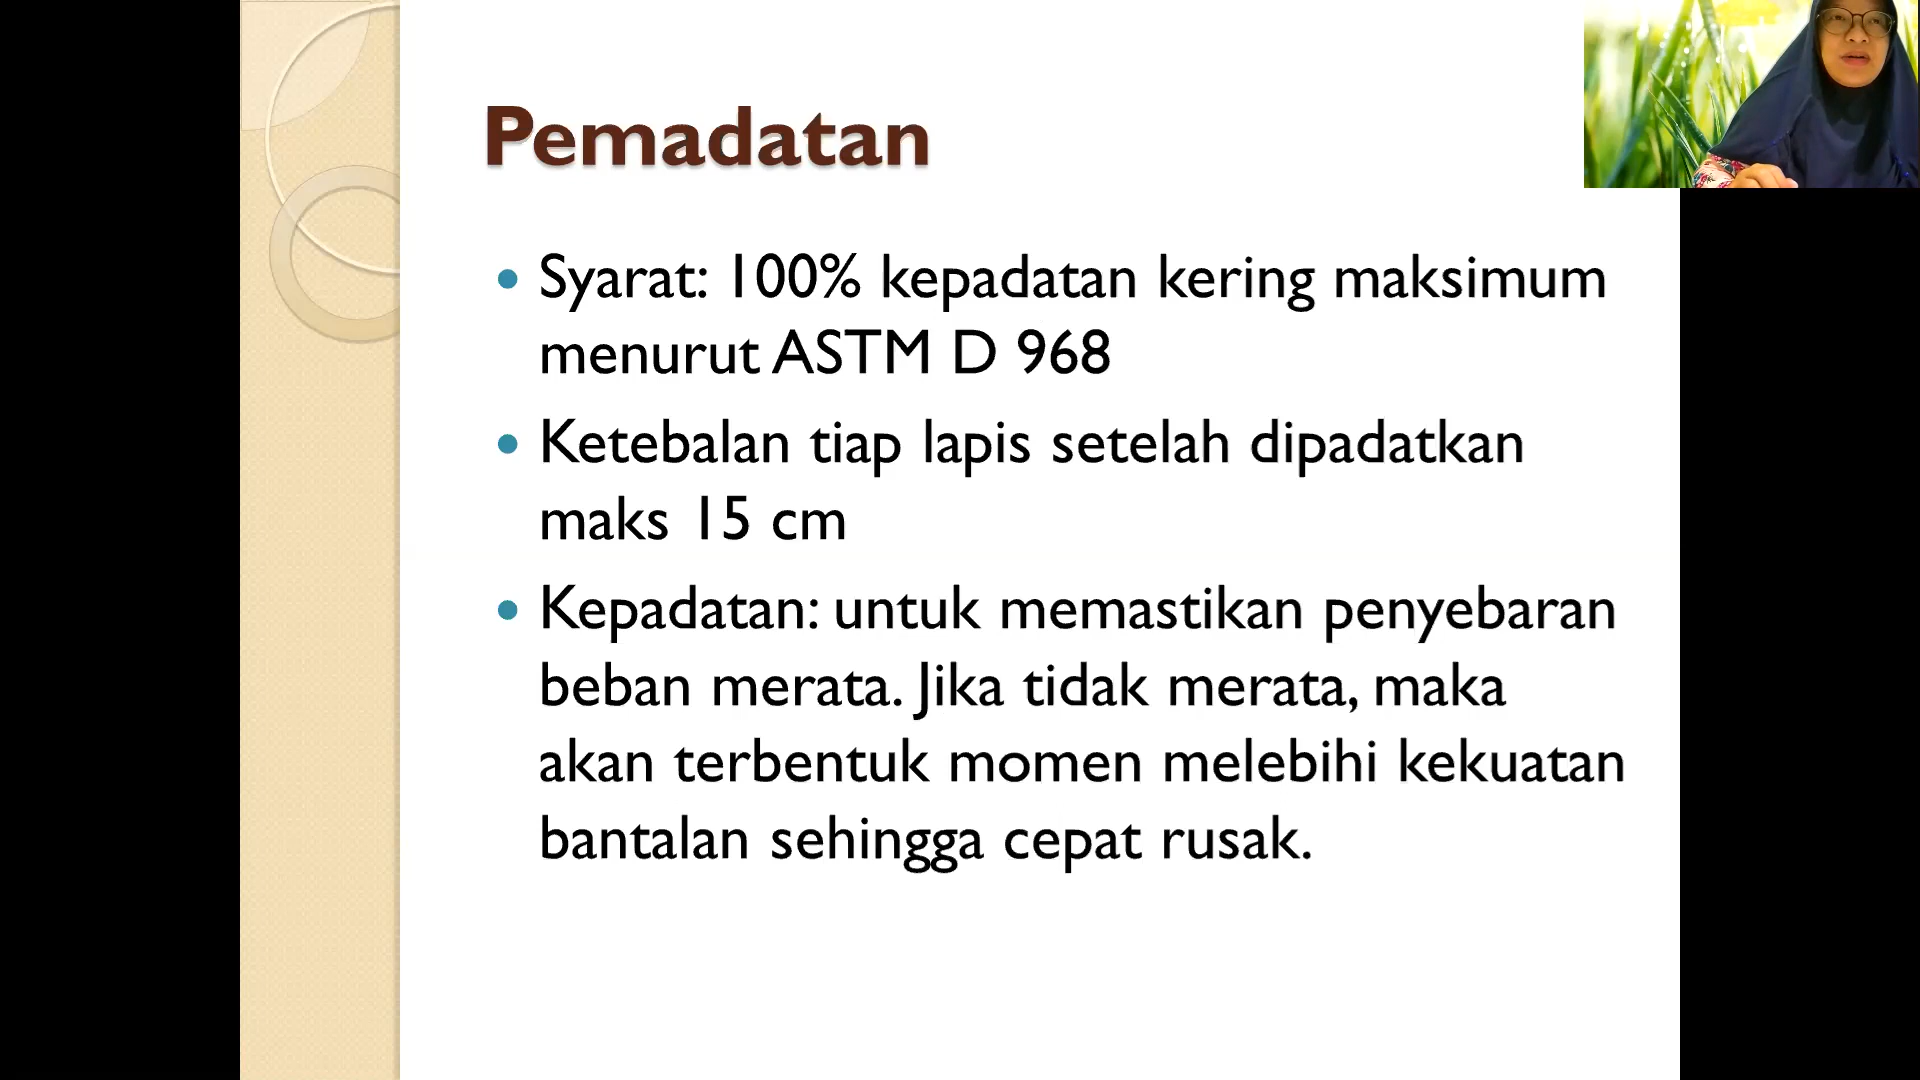 Pemadatan
Syarat: 100% kepadatan kering maksimum
menurut ASTM D 968
Ketebalan tiap lapis setelah dipadatkan
maks 15 cm
Kepadatan: untuk memastikan penyebaran
beban merata. Jika tidak merata, maka
akan terbentuk momen melebihi kekuatan
bantalan sehingga cepat rusak.